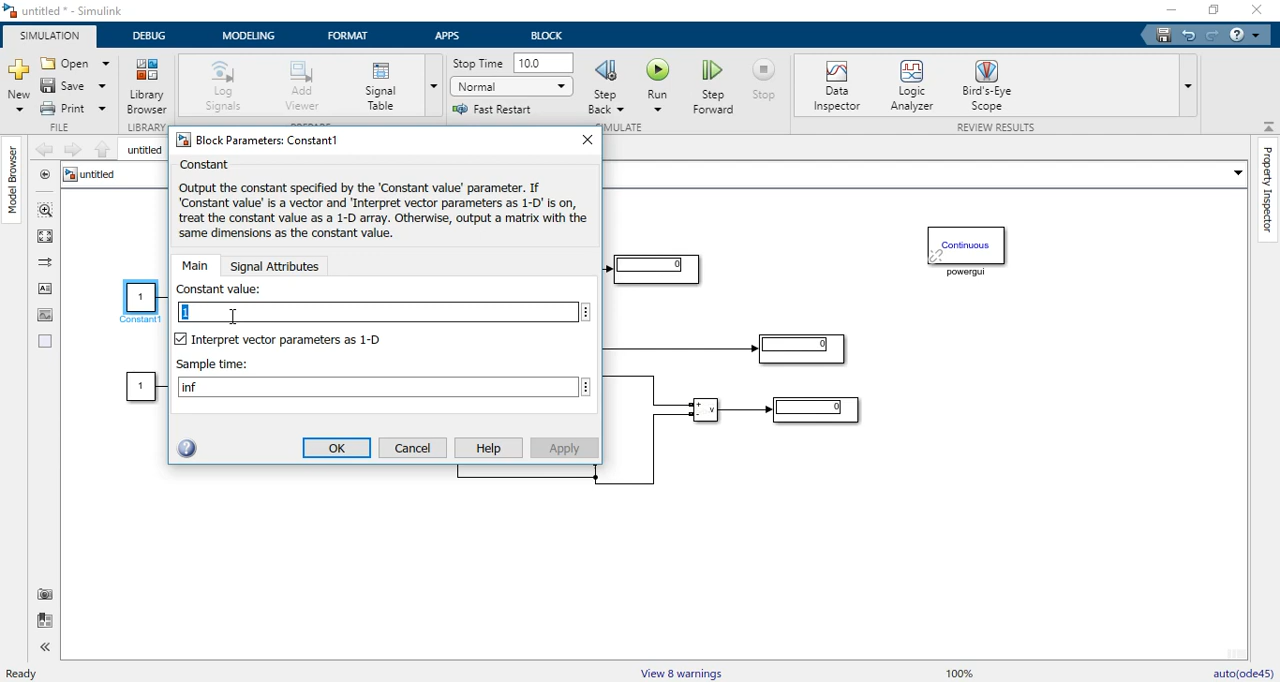 untitled * - Simulink
SIMULATION DEBUG MODELING FORMAT APPS BLOCK
New
Open
Save
Print
FILE
Library
Browser
LIBRARY
Log
Signals
Add
Viewer
Signal
Table
Stop Time 10.0
Normal
Fast Restart
Step
Back
Run
Step
Forward
Stop
Data
Inspector
Logic
Analyzer
Bird's-Eye
Scope
REVIEW RESULTS
Model Browser
untitled
untitled
Property Inspector
Block Parameters: Constant1
Constant
Output the constant specified by the 'Constant value' parameter. If
'Constant value' is a vector and 'Interpret vector parameters as 1-D' is on,
treat the constant value as a 1-D array. Otherwise, output a matrix with the
same dimensions as the constant value.
Main Signal Attributes
Constant value:
1
Interpret vector parameters as 1-D
Sample time:
inf
OK Cancel Help Apply
1
Constant1
1
0
Continuous
powergui
0
+
-
v
0
Ready View 8 warnings 100% auto(ode45)